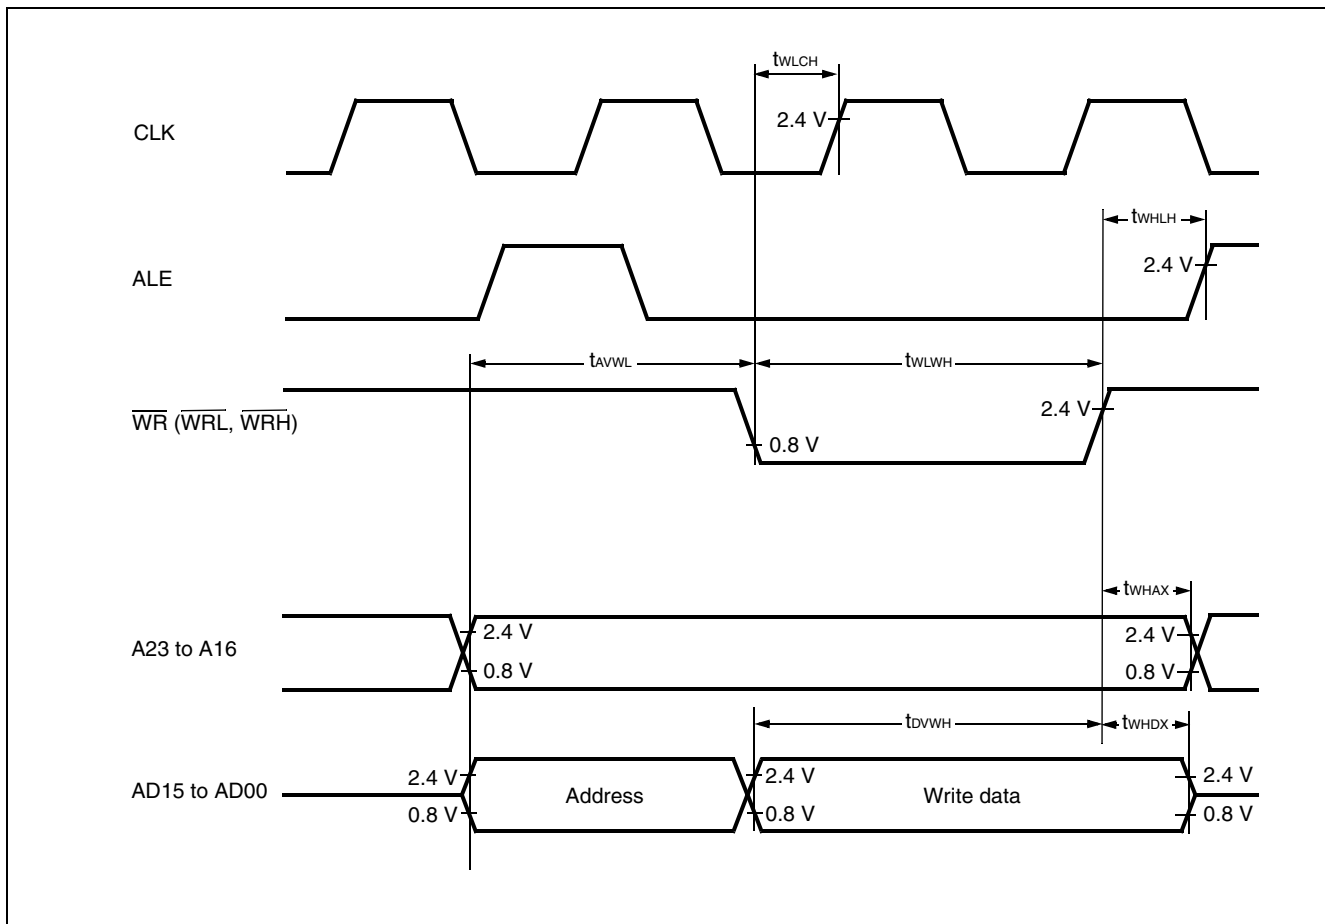 tWLCH
CLK
2.4 V
tWHLH
ALE
2.4 V
tAVWL
tWLWH
WR (WRL, WRH)
2.4 V
0.8 V
tWHAX
A23 to A16
2.4 V
0.8 V
2.4 V
0.8 V
tDVWH
tWHDX
AD15 to AD00
2.4 V
0.8 V
Address
2.4 V
0.8 V
Write data
2.4 V
0.8 V